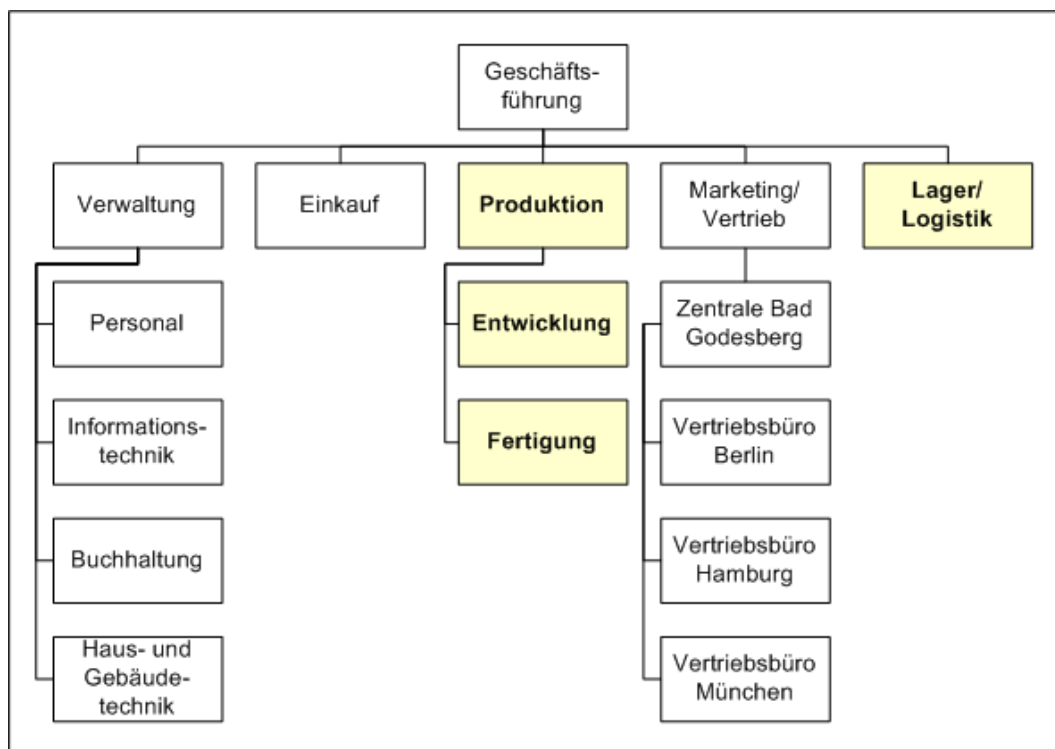 Geschäfts-
führung
Verwaltung
Einkauf
Produktion
Marketing/
Vertrieb
Lager/
Logistik
Personal
Entwicklung
Zentrale Bad
Godesberg
Informations-
technik
Fertigung
Vertriebsbüro
Berlin
Buchhaltung
Vertriebsbüro
Hamburg
Haus- und
Gebäude-
technik
Vertriebsbüro
München